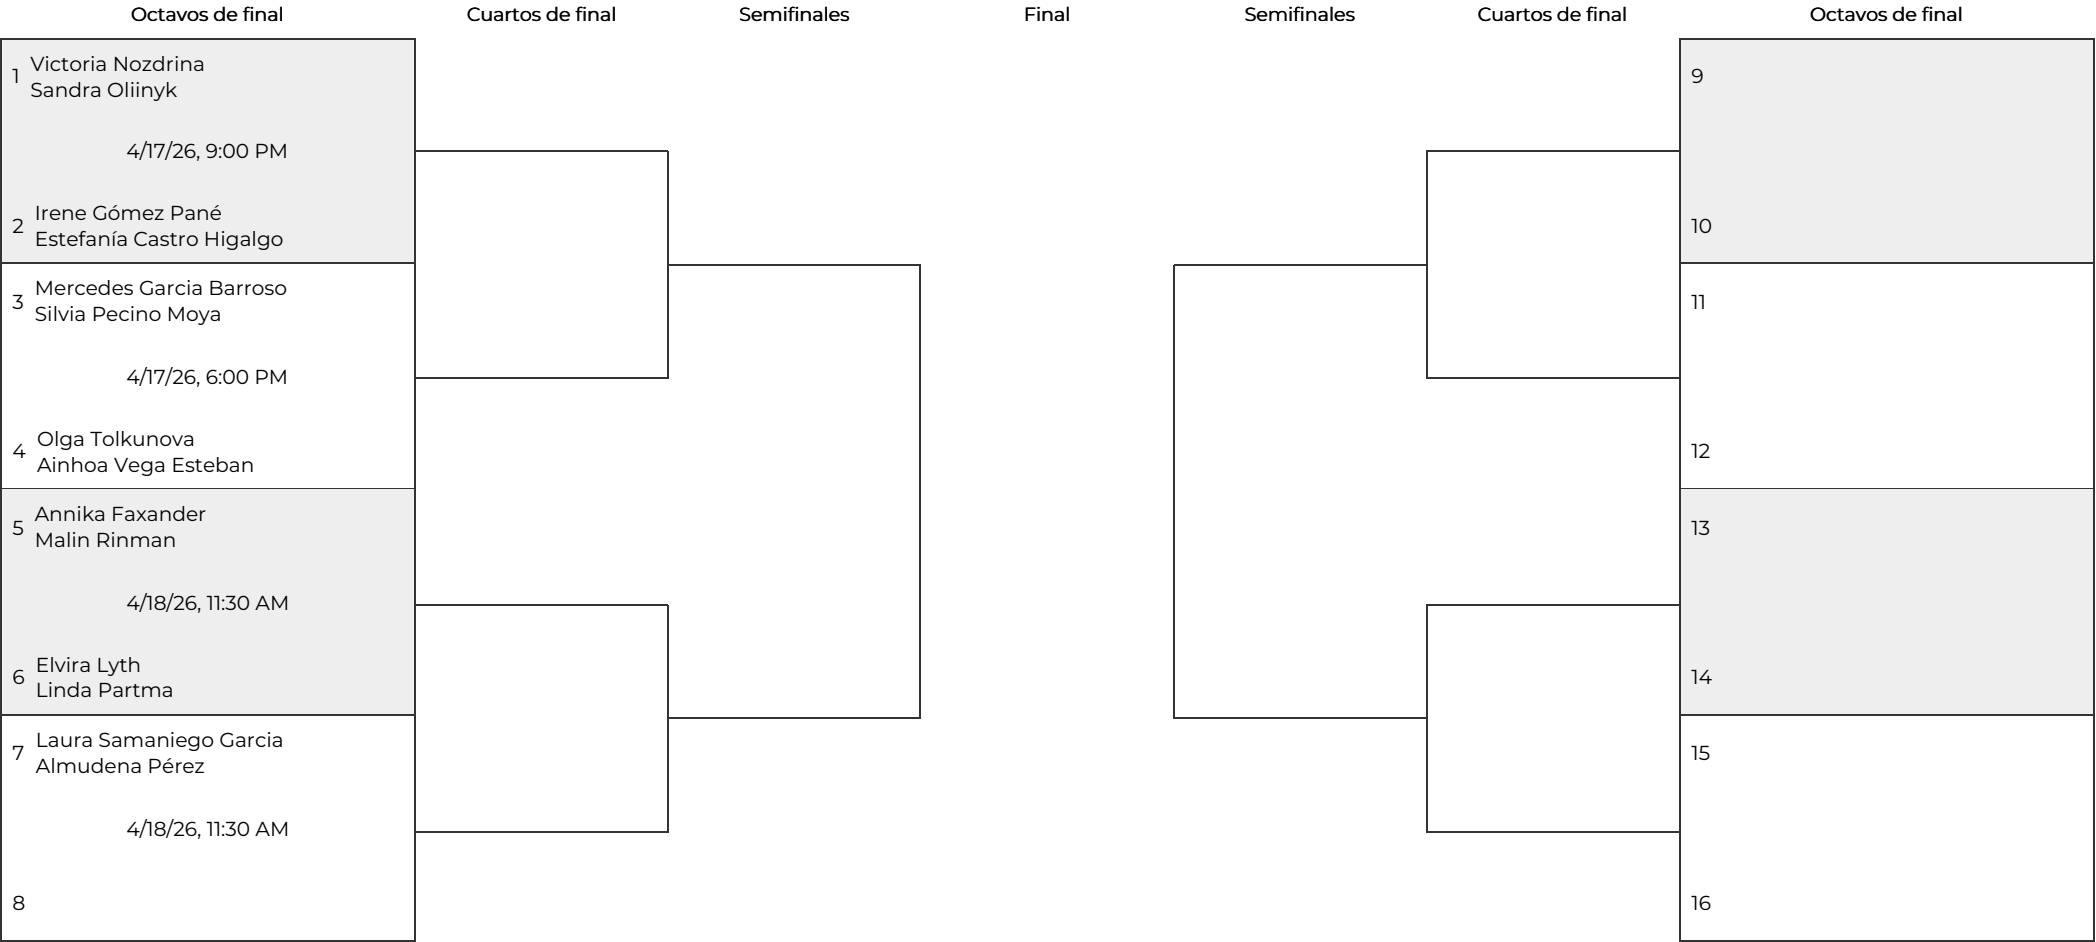 Octavos de final
Cuartos de final
Semifinales
Final
Semifinales
Cuartos de final
Octavos de final
1
Victoria Nozdrina
Sandra Oliinyk
4/17/26, 9:00 PM
2
Irene Gómez Pané
Estefanía Castro Higalgo
3
Mercedes Garcia Barroso
Silvia Pecino Moya
4/17/26, 6:00 PM
4
Olga Tolkunova
Ainhoa Vega Esteban
5
Annika Faxander
Malin Rinman
4/18/26, 11:30 AM
6
Elvira Lyth
Linda Partma
7
Laura Samaniego Garcia
Almudena Pérez
4/18/26, 11:30 AM
8
9
10
11
12
13
14
15
16